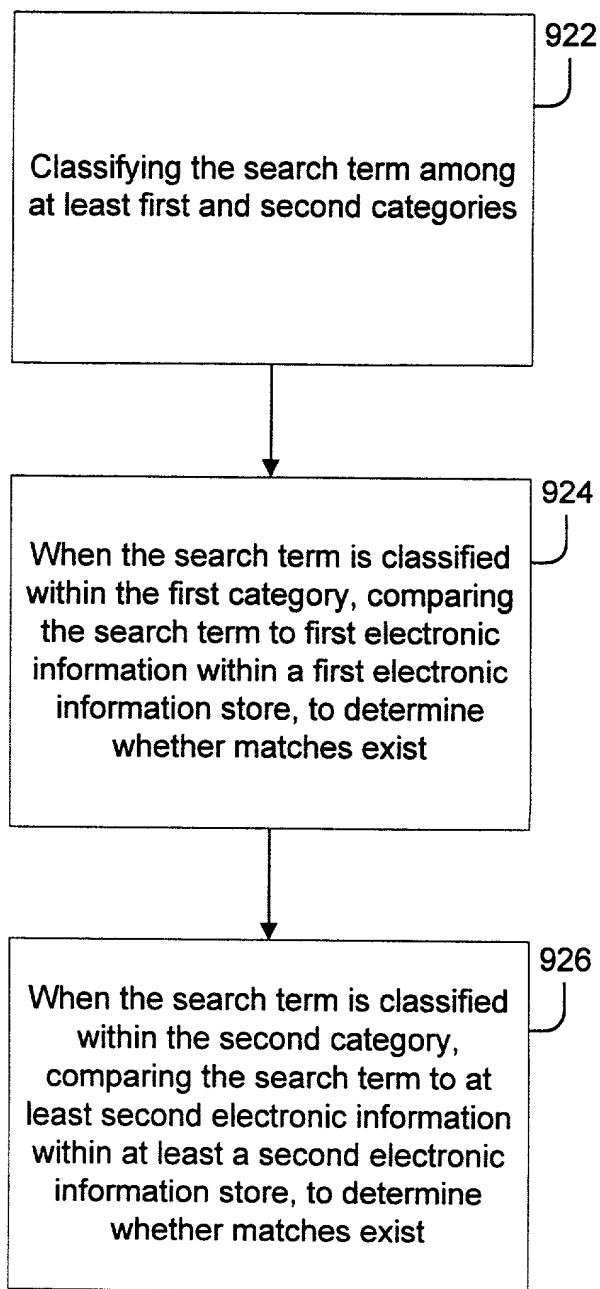 922
Classifying the search term among
at least first and second categories
924
When the search term is classified
within the first category, comparing
the search term to first electronic
information within a first electronic
information store, to determine
whether matches exist
926
When the search term is classified
within the second category,
comparing the search term to at
least second electronic information
within at least a second electronic
information store, to determine
whether matches exist